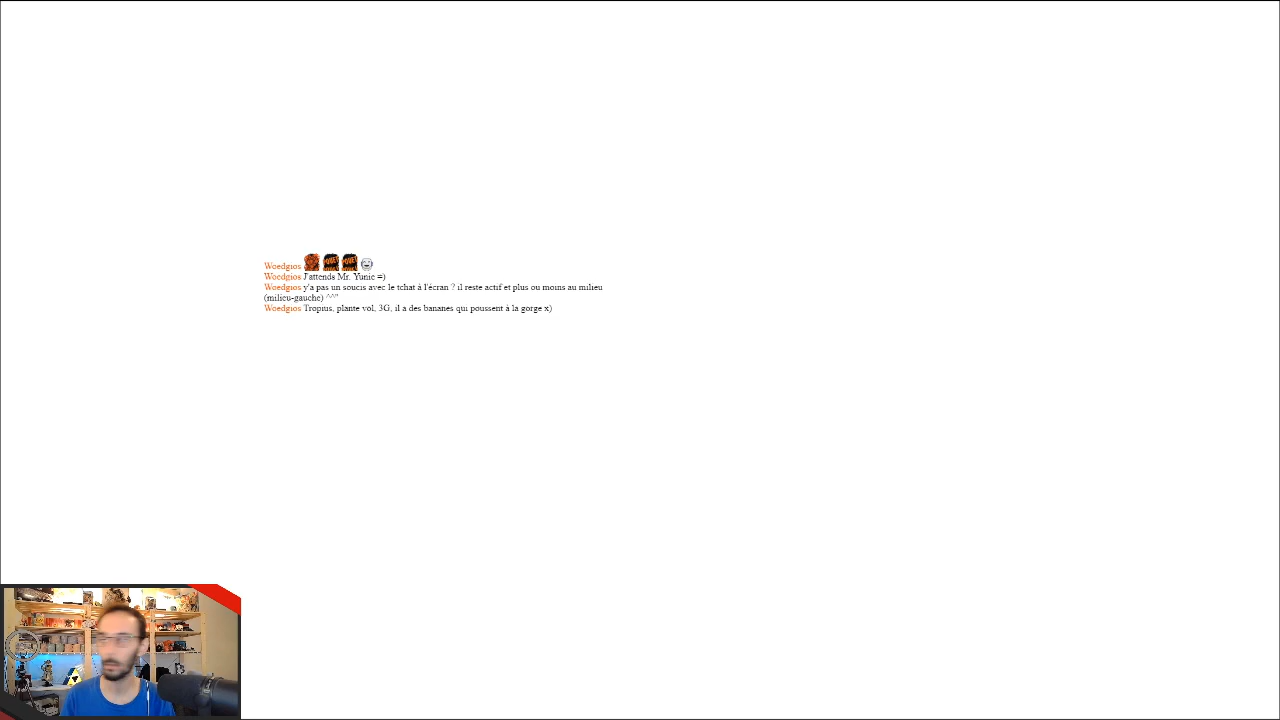 Woedgios
Woedgios J'attends Mr. Yunie =)
Woedgios y'a pas un soucis avec le tchat à l'écran ? il reste actif et plus ou moins au milieu
(milieu-gauche) ^^"
Woedgios Tropius, plante vol, 3G, il a des bananes qui poussent à la gorge x)